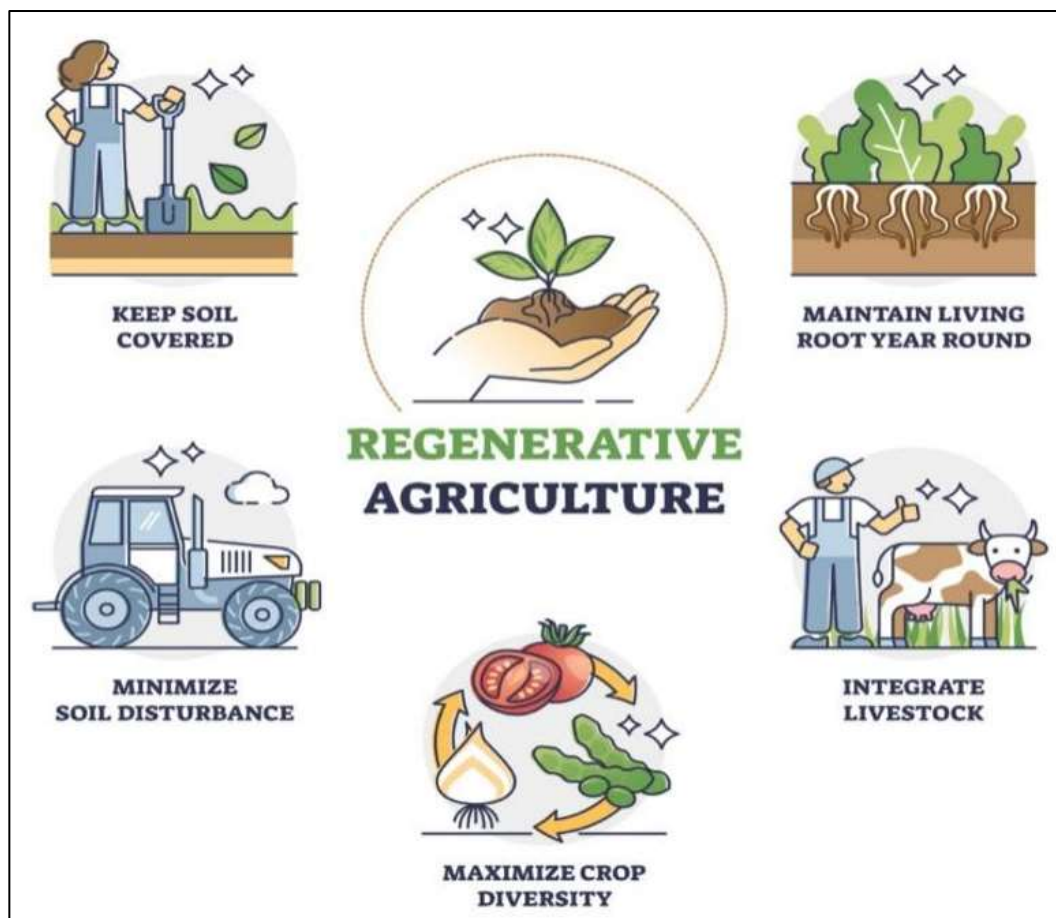 KEEP SOIL
COVERED
MAINTAIN LIVING
ROOT YEAR ROUND
REGENERATIVE
AGRICULTURE
MINIMIZE
SOIL DISTURBANCE
INTEGRATE
LIVESTOCK
MAXIMIZE CROP
DIVERSITY